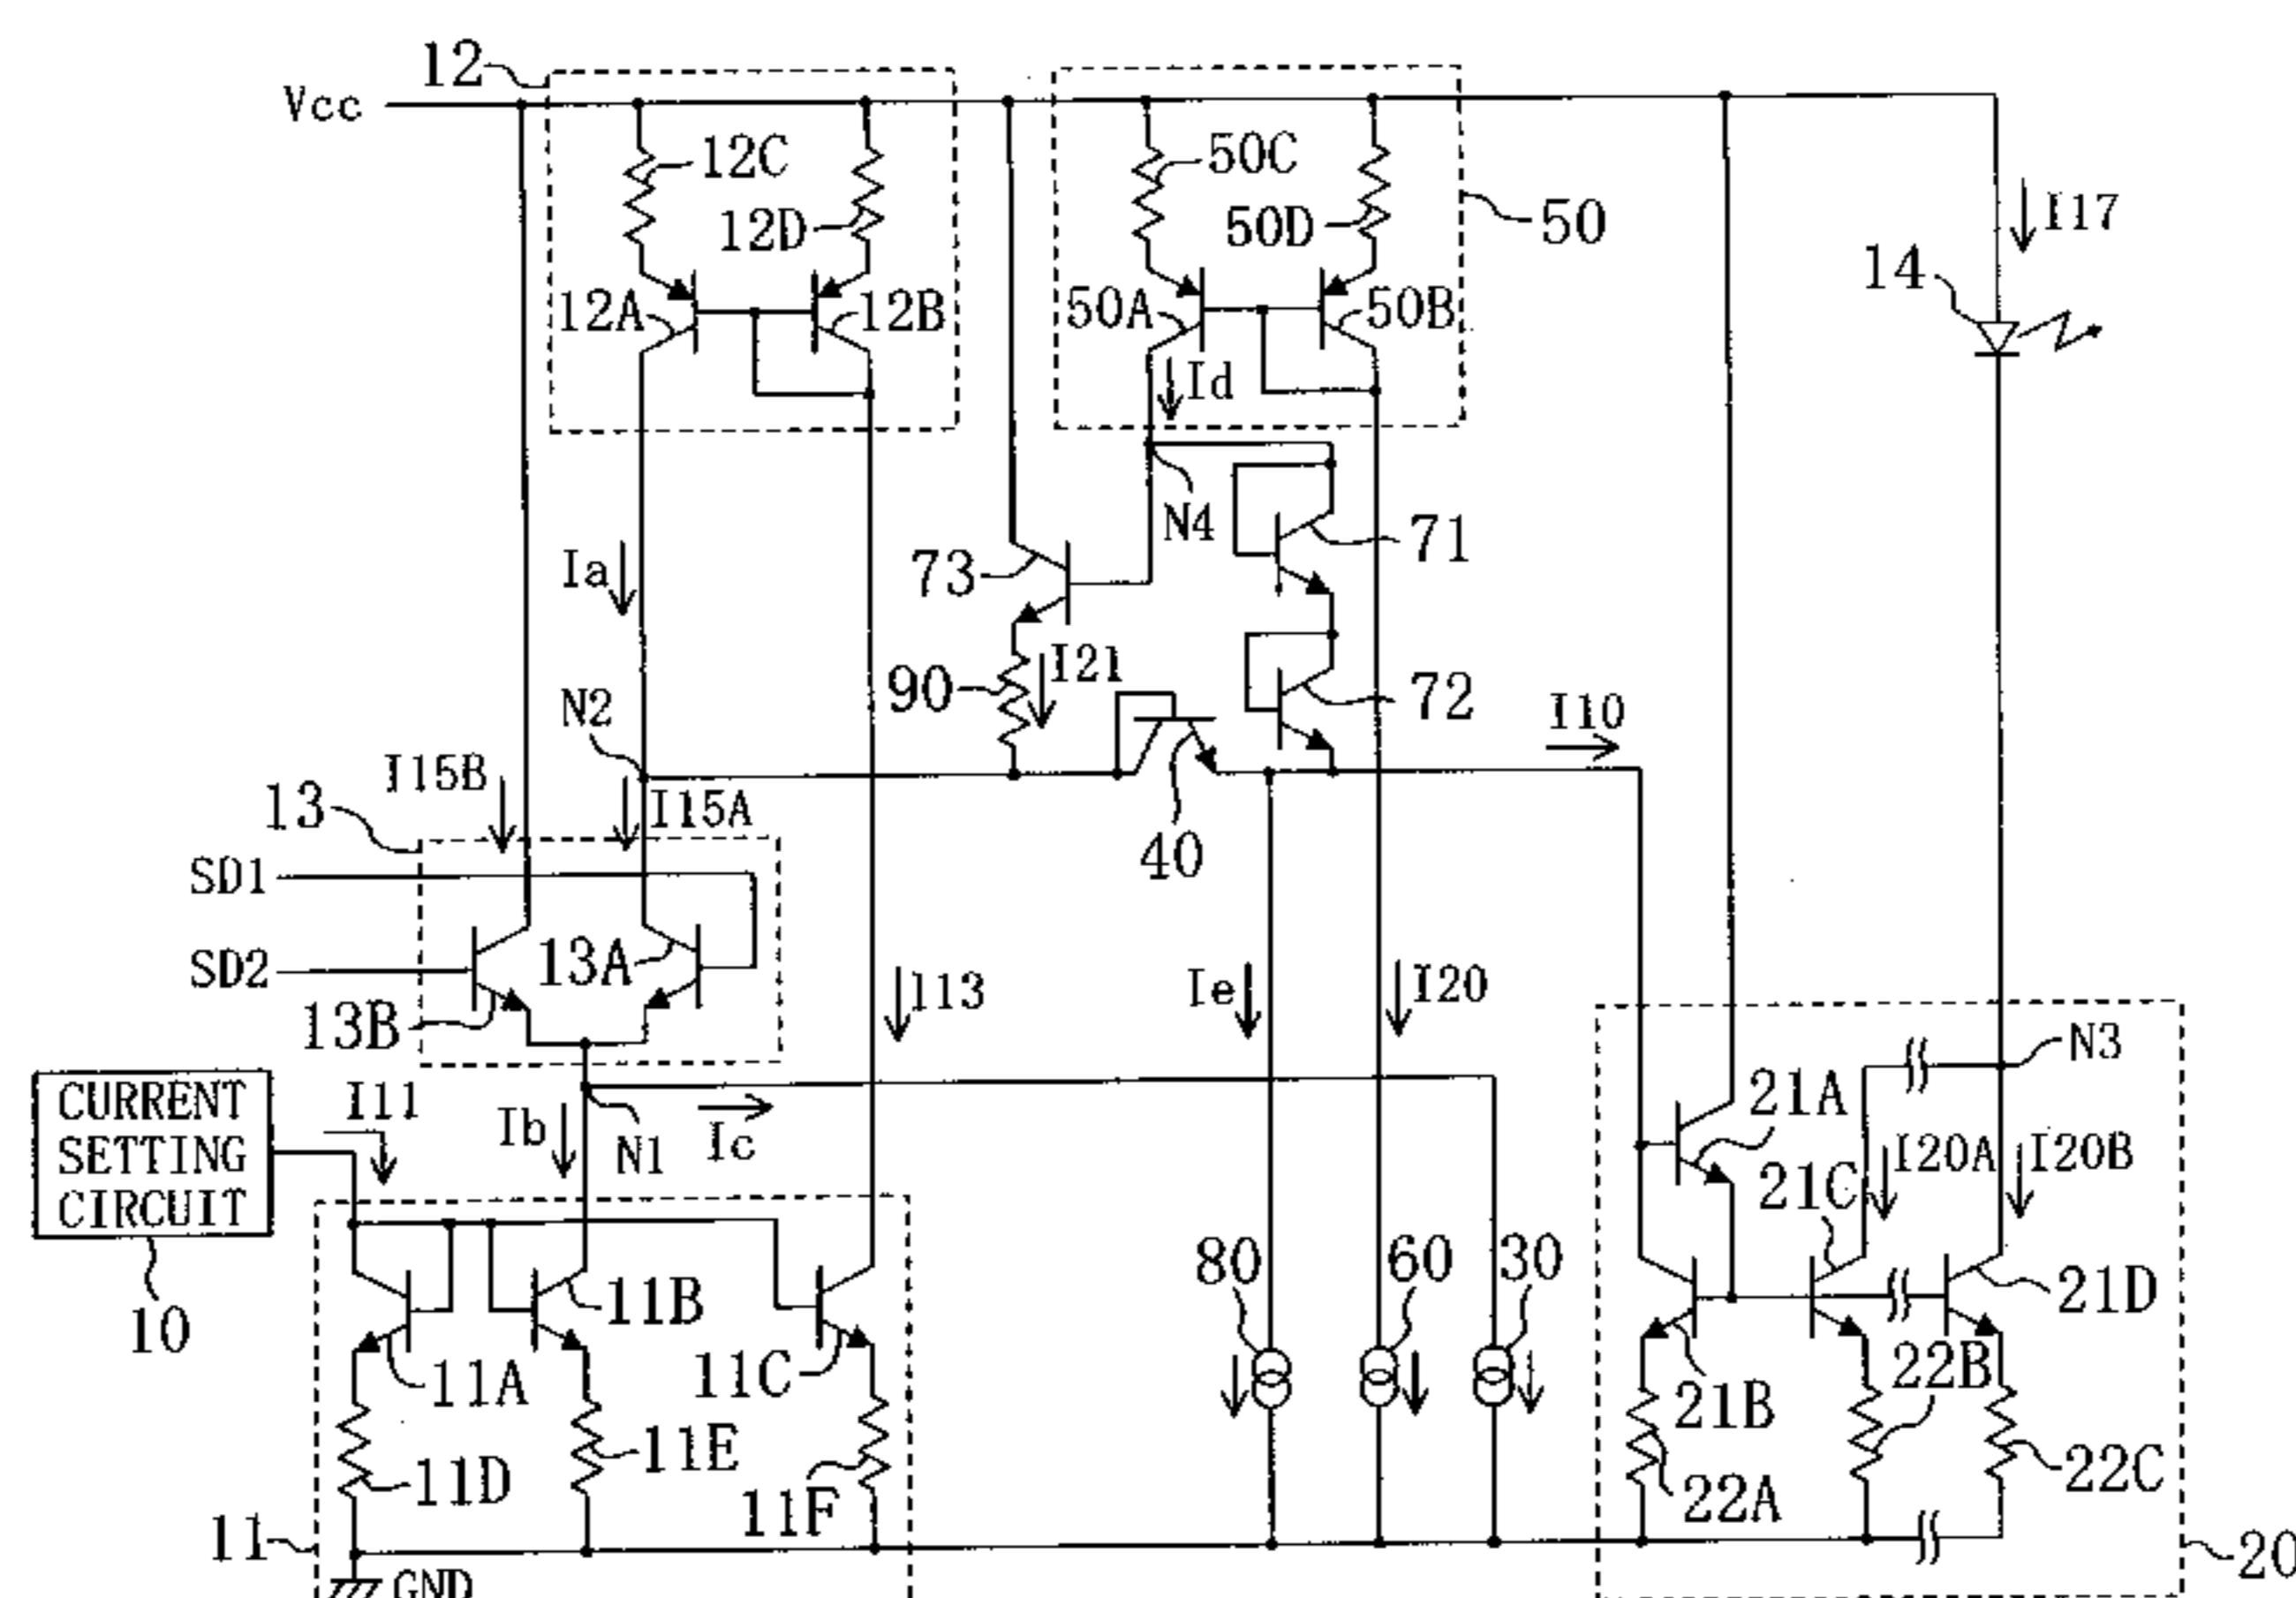 12
Vcc
12C
12D
50C
50D
50
I17
14
12A
12B
50A
50B
Id
N4
71
73
Ia
I21
90
72
N2
I10
I15B
13
I15A
40
SD1
SD2
13A
13B
I13
Ie
I20
N3
CURRENT
SETTING
CIRCUIT
I11
Ib
N1
Ic
21A
21C
I20A
I20B
10
11B
80
60
30
21D
11A
11C
22B
21B
11D
11E
11F
22A
22C
11
GND
20